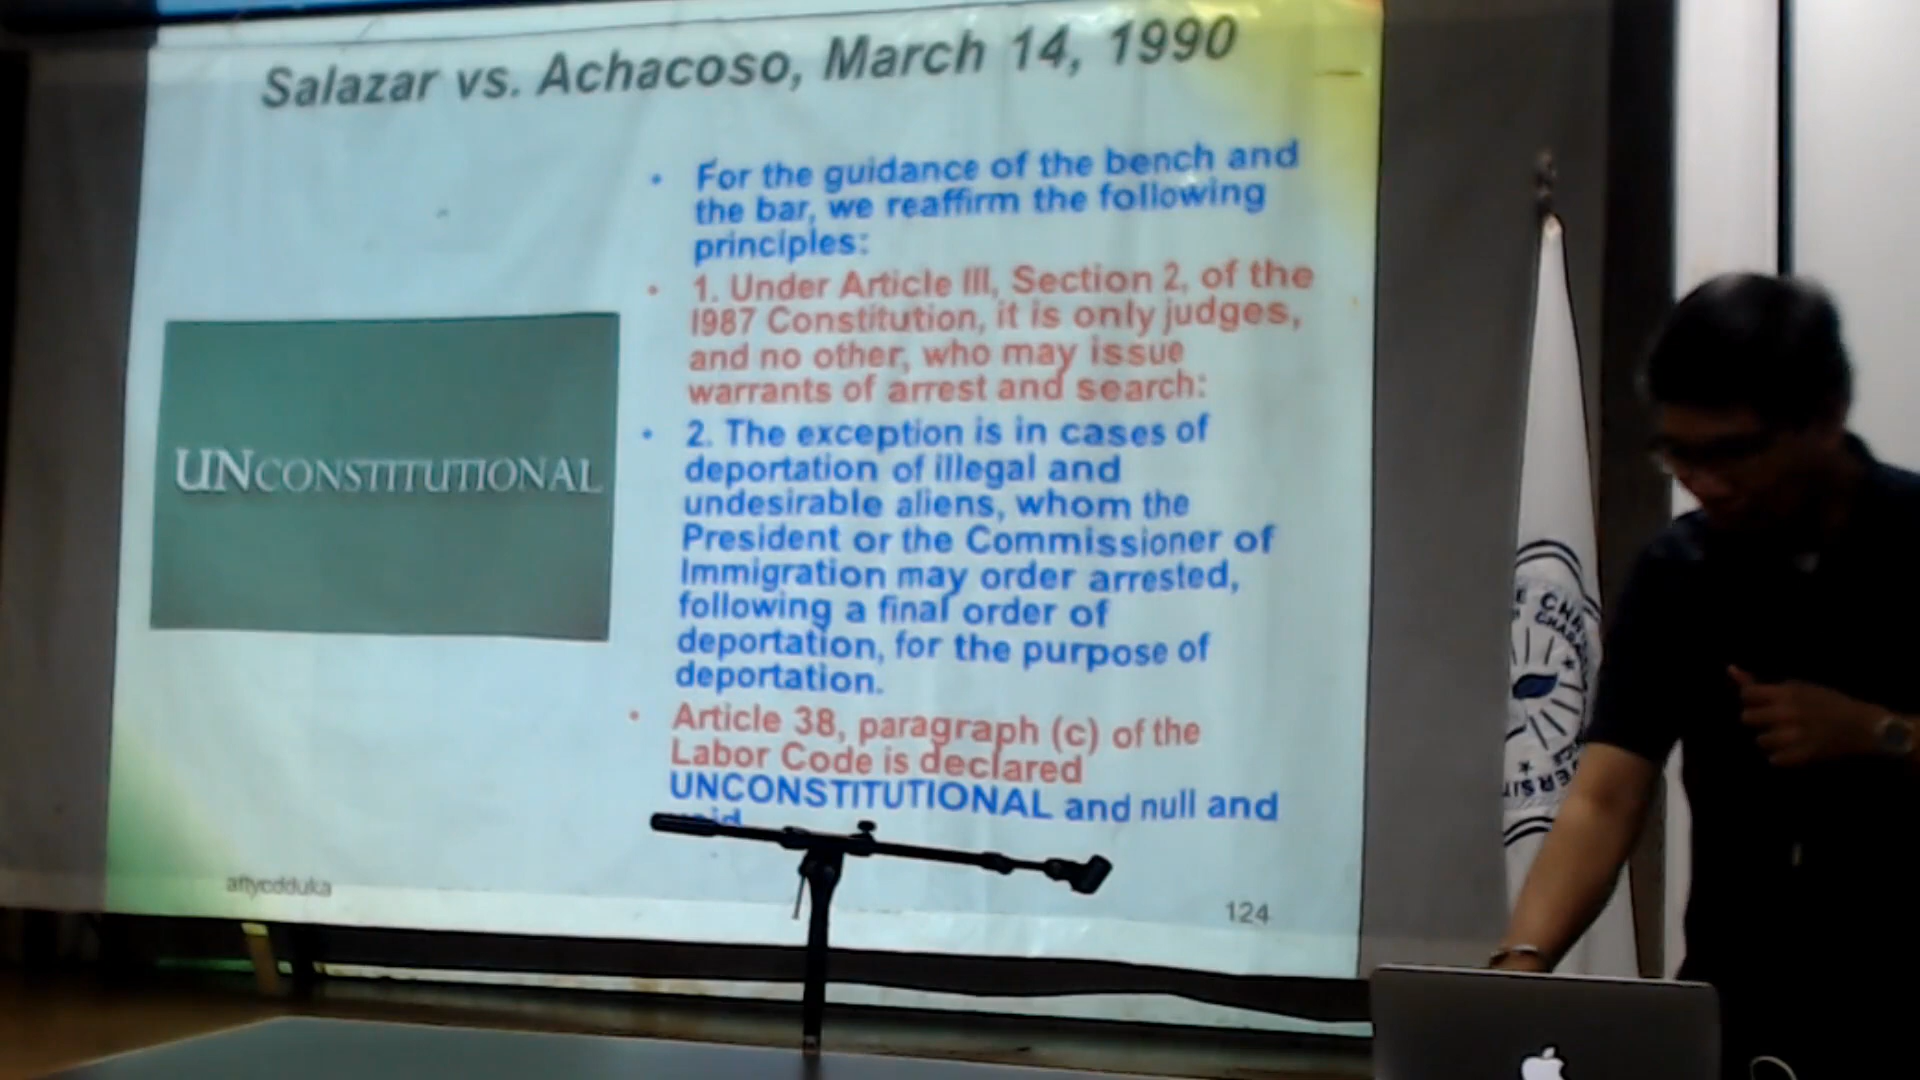 Salazar vs. Achacoso, March 14, 1990
• For the guidance of the bench and
the bar, we reaffirm the following
principles:
• 1. Under Article III, Section 2, of the
1987 Constitution, it is only judges,
and no other, who may issue
warrants of arrest and search:
• 2. The exception is in cases of
deportation of illegal and
undesirable aliens, whom the
President or the Commissioner of
Immigration may order arrested,
following a final order of
deportation, for the purpose of
deportation.
• Article 38, paragraph (c) of the
Labor Code is declared
UNCONSTITUTIONAL and null and
UNCONSTITUTIONAL
124